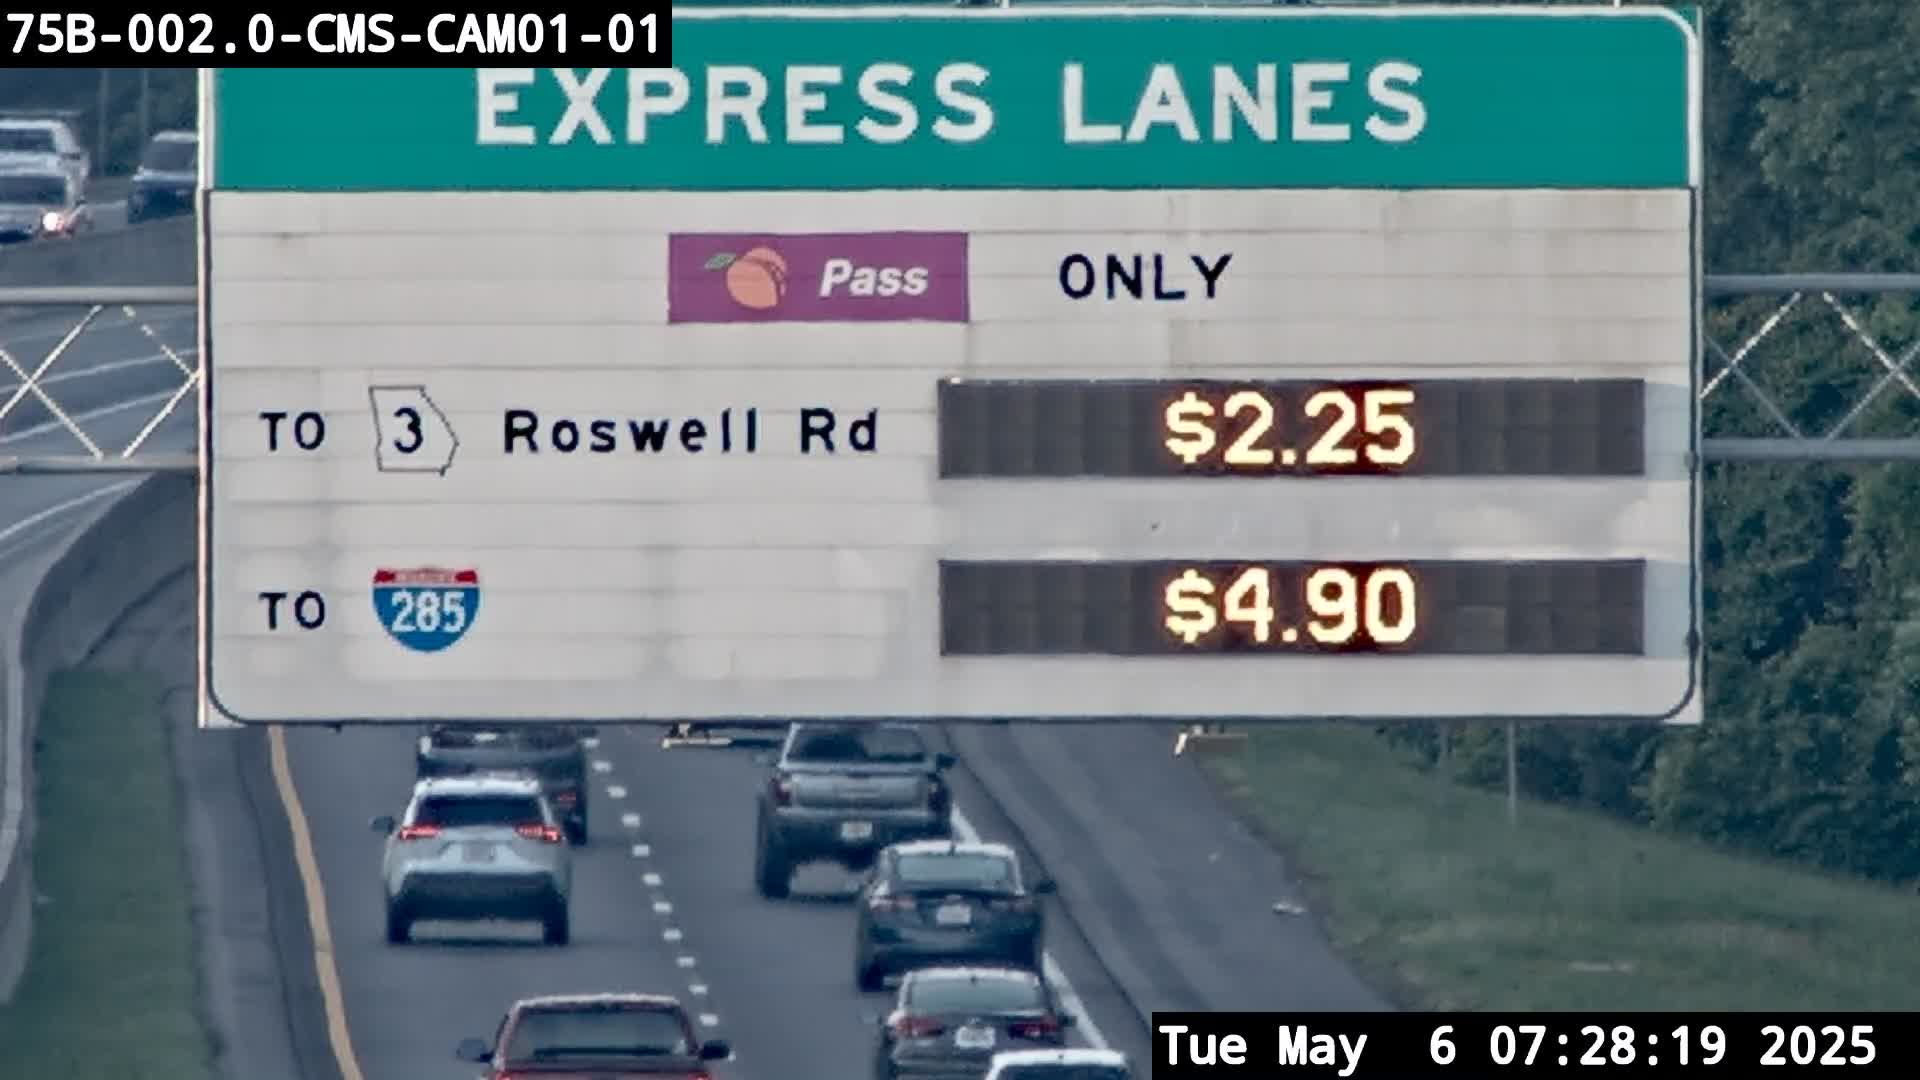 75B-002.0-CMS-CAM01-01
EXPRESS LANES
Pass ONLY
TO 3 Roswell Rd $2.25
TO 285 $4.90
Tue May 6 07:28:19 2025